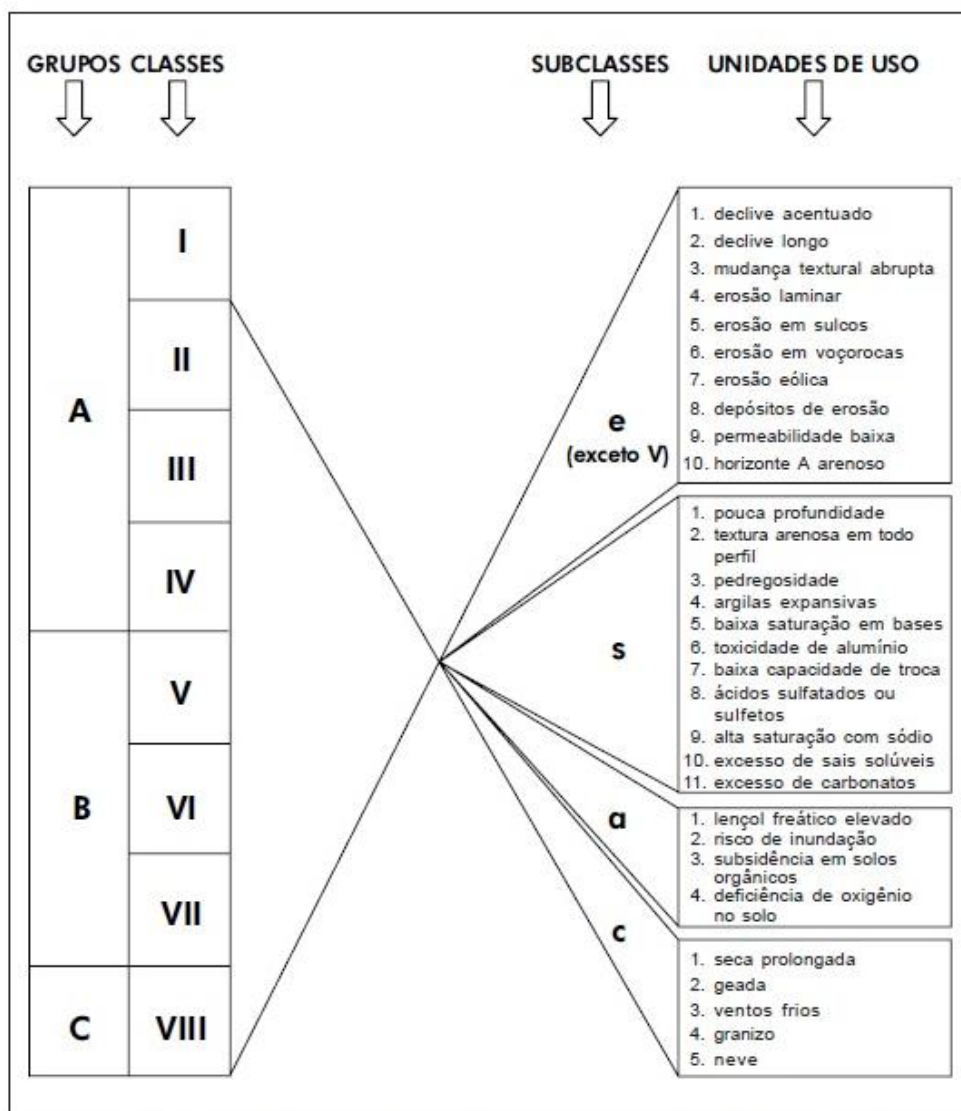 GRUPOS CLASSES
SUBCLASSES
UNIDADES DE USO
A
B
C
I
II
III
IV
V
VI
VII
VIII
e
(exceto V)
1. declive acentuado
2. declive longo
3. mudança textural abrupta
4. erosão laminar
5. erosão em sulcos
6. erosão em voçorocas
7. erosão eólica
8. depósitos de erosão
9. permeabilidade baixa
10. horizonte A arenoso
s
1. pouca profundidade
2. textura arenosa em todo
perfil
3. pedregosidade
4. argilas expansivas
5. baixa saturação em bases
6. toxicidade de alumínio
7. baixa capacidade de troca
8. ácidos sulfatados ou
sulfetos
9. alta saturação com sódio
10. excesso de sais solúveis
11. excesso de carbonatos
a
1. lençol freático elevado
2. risco de inundação
3. subsidência em solos
orgânicos
4. deficiência de oxigênio
no solo
c
1. seca prolongada
2. geada
3. ventos frios
4. granizo
5. neve